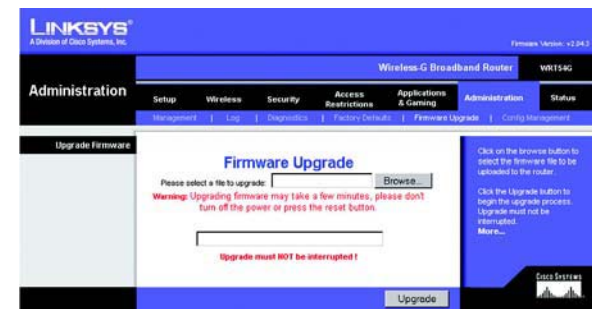 LINKSYS®
A Division of Cisco Systems, Inc.
Firmware Version: v2.04.3
Wireless-G Broadband Router WRT54G
Administration
Setup Wireless Security Access Restrictions Applications & Gaming Administration Status
Management | Log | Diagnostics | Factory Defaults | Firmware Upgrade | Config Management
Upgrade Firmware
Firmware Upgrade
Please select a file to upgrade: Browse...
Warning: Upgrading firmware may take a few minutes, please don't
turn off the power or press the reset button.
Upgrade must NOT be interrupted !
Click on the browse button to
select the firmware file to be
uploaded to the
router.
Click the Upgrade button to
begin the upgrade process.
Upgrade must not
be
interrupted.
More...
CISCO SYSTEMS
Upgrade